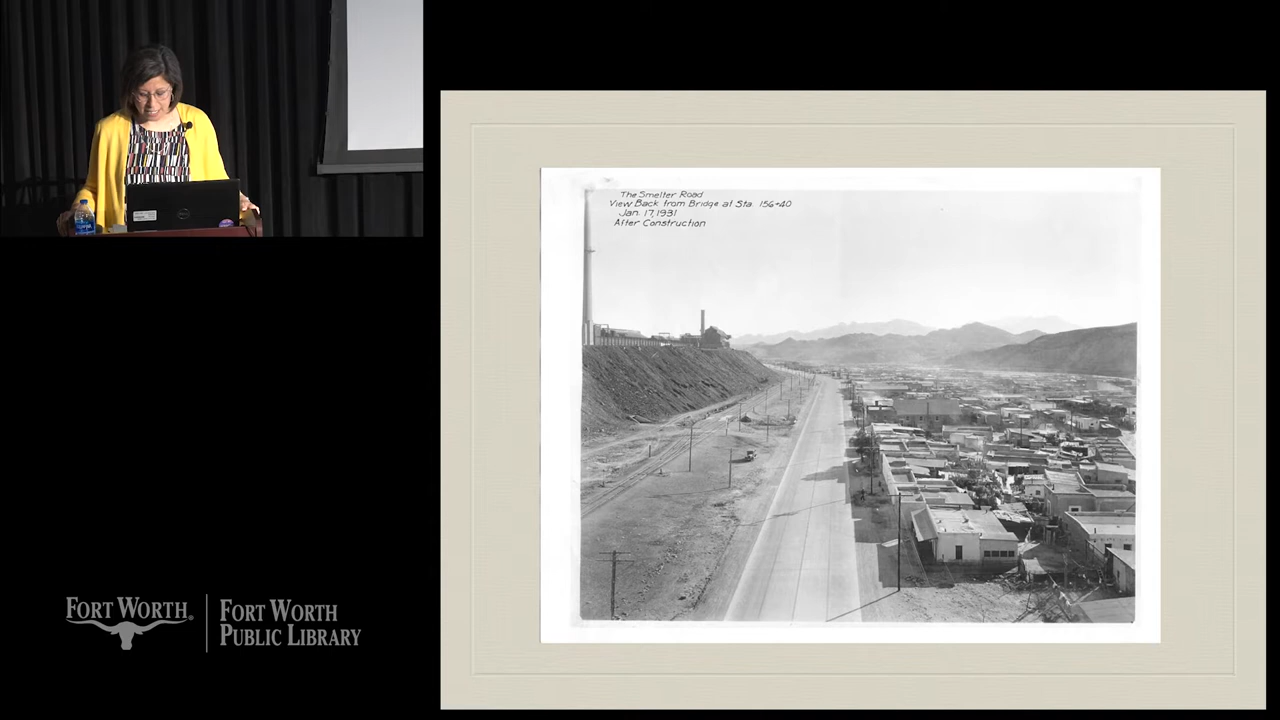 The Smelter Road
View Back from Bridge at Sta. 156+40
Jan. 17, 1931
After Construction
FORT WORTH®
FORT WORTH
PUBLIC LIBRARY
DELL